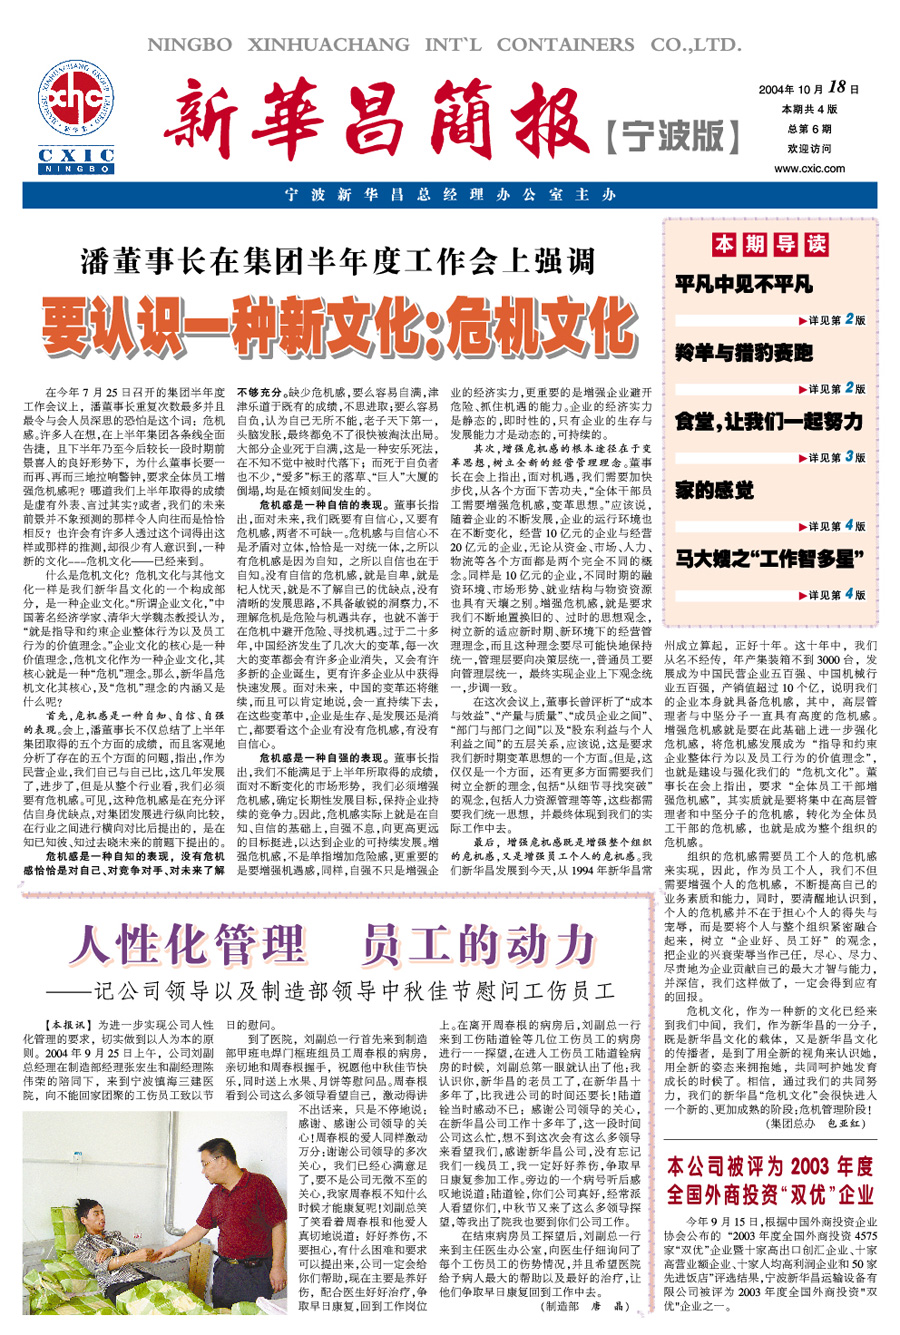 NINGBO XINHUACHANG INT`L CONTAINERS CO.,LTD.
CXIC
NINGBO
新華昌簡报【宁波版】
2004年 10 月 18 日
本期共 4 版
总第 6 期
欢迎访问
www.cxic.com
宁波新华昌总经理办公室主办
潘董事长在集团半年度工作会上强调
要认识一种新文化:危机文化
在今年 7 月 25 日召开的集团半年度
工作会议上，潘董事长重复次数最多并且
最令与会人员深思的恐怕是这个词；危机
感。许多人在想,在上半年集团各条线全面
告捷，且下半年乃至今后较长一段时期前
景喜人的良好形势下，为什么董事长要一
而再、再而三地拉响警钟,要求全体员工增
强危机感呢？哪道我们上半年取得的成绩
是虚有外表、言过其实?或者,我们的未来
前景并不象预测的那样令人向往而是恰恰
相反？也许会有许多人透过这个词得出这
样或那样的推测,却很少有人意识到,一种
新的文化---危机文化——已经来到。
什么是危机文化？危机文化与其他文
化一样是我们新华昌文化的一个构成部
分，是一种企业文化。“所谓企业文化,”中
国著名经济学家、清华大学魏杰教授认为,
“就是指导和约束企业整体行为以及员工
行为的价值理念。”企业文化的核心是一种
价值理念,危机文化作为一种企业文化,其
核心就是一种“危机”理念。那么,新华昌危
机文化其核心,及“危机”理念的内涵又是
什么呢？
首先,危机感是一种自知、自信、自强
的表现。会上,潘董事长不仅总结了上半年
集团取得的五个方面的成绩，而且客观地
分析了存在的五个方面的问题,指出,作为
民营企业,我们自己与自己比,这几年发展
了,进步了,但是从整个行业看,我们必须
要有危机感。可见,这种危机感是在充分评
估自身优缺点,对集团发展进行纵向比较,
在行业之间进行横向对比后提出的，是在
知已知彼、知过去晓未来的前题下提出的。
危机感是一种自知的表现，没有危机
感恰恰是对自己、对竞争对手、对未来了解
不够充分。缺少危机感,要么容易自满,津
津乐道于既有的成绩,不思进取;要么容易
自负,认为自己无所不能,老子天下第一,
头脑发胀,最终都免不了很快被淘汰出局。
大部分企业死于自满,这是一种安乐死法,
在不知不觉中被时代落下；而死于自负者
也不少,“爱多”标王的落草、“巨人”大厦的
倒塌,均是在倾刻间发生的。
危机感是一种自信的表现。董事长指
出,面对未来,我们既要有自信心,又要有
危机感,两者不可缺一。危机感与自信心不
是矛盾对立体,恰恰是一对统一体,之所以
有危机感是因为自知，之所以自信也在于
自知。没有自信的危机感,就是自卑,就是
杞人忧天,就是不了解自己的优缺点,没有
清晰的发展思路,不具备敏锐的洞察力,不
理解危机是危险与机遇共存，也就不善于
在危机中避开危险、寻找机遇。过于二十多
年,中国经济发生了几次大的变革,每一次
大的变革都会有许多企业消失，又会有许
多新的企业诞生，更有许多企业从中获得
快速发展。面对未来，中国的变革还将继
续,而且可以肯定地说,会一直持续下去,
在这些变革中,企业是生存、是发展还是消
亡,都要看这个企业有没有危机感,有没有
自信心。
危机感是一种自强的表现。董事长指
出,我们不能满足于上半年所取得的成绩,
面对不断变化的市场形势，我们必须增强
危机感,确定长期性发展目标,保持企业持
续的竞争力。因此,危机感实际上就是在自
知、自信的基础上,自强不息,向更高更远
的目标挺进,以达到企业的可持续发展。增
强危机感,不是单指增加危险感,更重要的
是要增强机遇感,同样,自强不只是增强企
业的经济实力,更重要的是增强企业避开
危险、抓住机遇的能力。企业的经济实力
是静态的,即时性的,只有企业的生存与
发展能力才是动态的,可持续的。
其次,增强危机感的根本途径在于变
革思想,树立全新的经营管理理念。董事
长在会上指出，面对机遇，我们需要加快
步伐,从各个方面下苦功夫,“全体干部员
工需要增强危机感,变革思想。”应该说,
随着企业的不断发展,企业的运行环境也
在不断变化，经营 10 亿元的企业与经营
20 亿元的企业,无论从资金、市场、人力、
物流等各个方面都是两个完全不同的概
念。同样是 10 亿元的企业,不同时期的融
资环境、市场形势、就业结构与物资资源
也具有天壤之别。增强危机感,就是要求
我们不断地置换旧的、过时的思想观念,
树立新的适应新时期、新环境下的经营管
理理念,而且这种理念要尽可能快地保持
统一,管理层要向决策层统一,普通员工要
向管理层统一，最终实现企业上下观念统
一,步调一致。
在这次会议上,董事长曾评析了“成本
与效益”、“产量与质量”、“成员企业之间”、
“部门与部门之间”以及“股东利益与个人
利益之间”的五层关系,应该说,这是要求
我们新时期变革思想的一个方面。但是,这
仅仅是一个方面，还有更多方面需要我们
树立全新的理念,包括“从细节寻找突破”
的观念,包括人力资源管理等等,这些都需
要我们统一思想，并最终体现到我们的实
际工作中去。
最后，增强危机感既是增强整个组织
的危机感,又是增强员工个人的危机感。我
们新华昌发展到今天,从 1994 年新华昌常
本期导读
平凡中见不平凡
▶详见第 2 版
羚羊与猎豹赛跑
▶详见第 2 版
食堂,让我们一起努力
▶详见第 3 版
家的感觉
▶详见第 4 版
马大嫂之“工作智多星”
▶详见第 4 版
州成立算起，正好十年。这十年中，我们
从名不经传，年产集装箱不到 3000 台，发
展成为中国民营企业五百强、中国机械行
业五百强，产销值超过 10 个亿，说明我们
的企业本身就具备危机感，其中，高层管
理者与中坚分子一直具有高度的危机感。
增强危机感就是要在此基础上进一步强化
危机感，将危机感发展成为“指导和约束
企业整体行为以及员工行为的价值理念”，
也就是建设与强化我们的“危机文化”。董
事长在会上指出，要求“全体员工干部增
强危机感”，其实质就是要将集中在高层管
理者和中坚分子的危机感，转化为全体员
工干部的危机感，也就是成为整个组织的
危机感。
组织的危机感需要员工个人的危机感
来实现，因此，作为员工个人，我们不但
需要增强个人的危机感，不断提高自己的
业务素质和能力，同时，要清醒地认识到，
个人的危机感并不在于担心个人的得失与
宠辱，而是要将个人与整个组织紧密融合
起来，树立“企业好、员工好”的观念，
把企业的兴衰荣辱当作己任，尽心、尽力、
尽责地为企业贡献自己的最大才智与能力，
并深信，我们这样做了，一定会得到应有
的回报。
危机文化，作为一种新的文化已经来
到我们中间，我们，作为新华昌的一分子，
既是新华昌文化的载体，又是新华昌文化
的传播者，是到了用全新的视角来认识她，
用全新的姿态来拥抱她，共同呵护她发育
成长的时候了。相信，通过我们的共同努
力，我们的新华昌“危机文化”会很快进入
一个新的、更加成熟的阶段:危机管理阶段！
(集团总办 包亚红)
人性化管理 员工的动力
——记公司领导以及制造部领导中秋佳节慰问工伤员工
【本报讯】为进一步实现公司人性
化管理的要求,切实做到以人为本的原
则。2004 年 9 月 25 日上午，公司刘副
总经理在制造部经理张发生和副经理陈
伟荣的陪同下，来到宁波镇海三建医
院，向不能回家团聚的工伤员工致以节
日的慰问。
到了医院，刘副总一行首先来到制造
部甲班电焊门框班组员工周春根的病房,
亲切地和周春根握手，祝愿他中秋佳节快
乐,同时送上水果、月饼等慰问品。周春根
看到公司这么多领导看望自己，激动得讲
不出话来，只是不停地说:
感谢、感谢公司领导的关
心!周春根的爱人同样激动
万分:谢谢公司领导的多次
关心，我们已经心满意足
了,要不是公司无微不至的
关心,我家周春根不知什么
时候才能康复呢!刘副总笑
了笑看着周春根和他爱人
真切地说道：好好养伤,不
要担心,有什么困难和要求
可以提出来,公司一定会给
你们帮助,现在主要是养好
伤，配合医生好好治疗,争
取早日康复,回到工作岗位
上。在离开周春根的病房后,刘副总一行
来到工伤陆道铨等几位工伤员工的病房
进行一一探望,在进人工伤员工陆道铨病
房的时候，刘副总第一眼就认出了他:我
认识你,新华昌的老员工了,在新华昌十
多年了,比我进公司的时间还要长!陆道
铨当时感动不已；感谢公司领导的关心,
在新华昌公司工作十多年了,这一段时间
公司这么忙,想不到这次会有这么多领导
来看望我们,感谢新华昌公司,没有忘记
我们一线员工,我一定好好养伤,争取早
日康复参加工作。旁边的一个病号听后感
叹地说道;陆道铨,你们公司真好,经常派
人看望你们,中秋节又来了这么多领导探
望,等我出了院我也要到你们公司工作。
在结束病房员工探望后,刘副总一行
来到主任医生办公室,向医生仔细询问了
每个工伤员工的伤势情况,并且希望医院
给予病人最大的帮助以及最好的治疗,让
他们争取早日康复回到工作中去。
(制造部 唐 晶)
本公司被评为 2003 年度
全国外商投资“双优”企业
今年 9 月 15 日,根据中国外商投资企业
协会公布的“2003 年度全国外商投资 4575
家“双优”企业暨十家高出口创汇企业、十家
高营业额企业、十家人均高利润企业和 50 家
先进饭店”评选结果,宁波新华昌运输设备有
限公司被评为 2003 年度全国外商投资"双
优"企业之一。